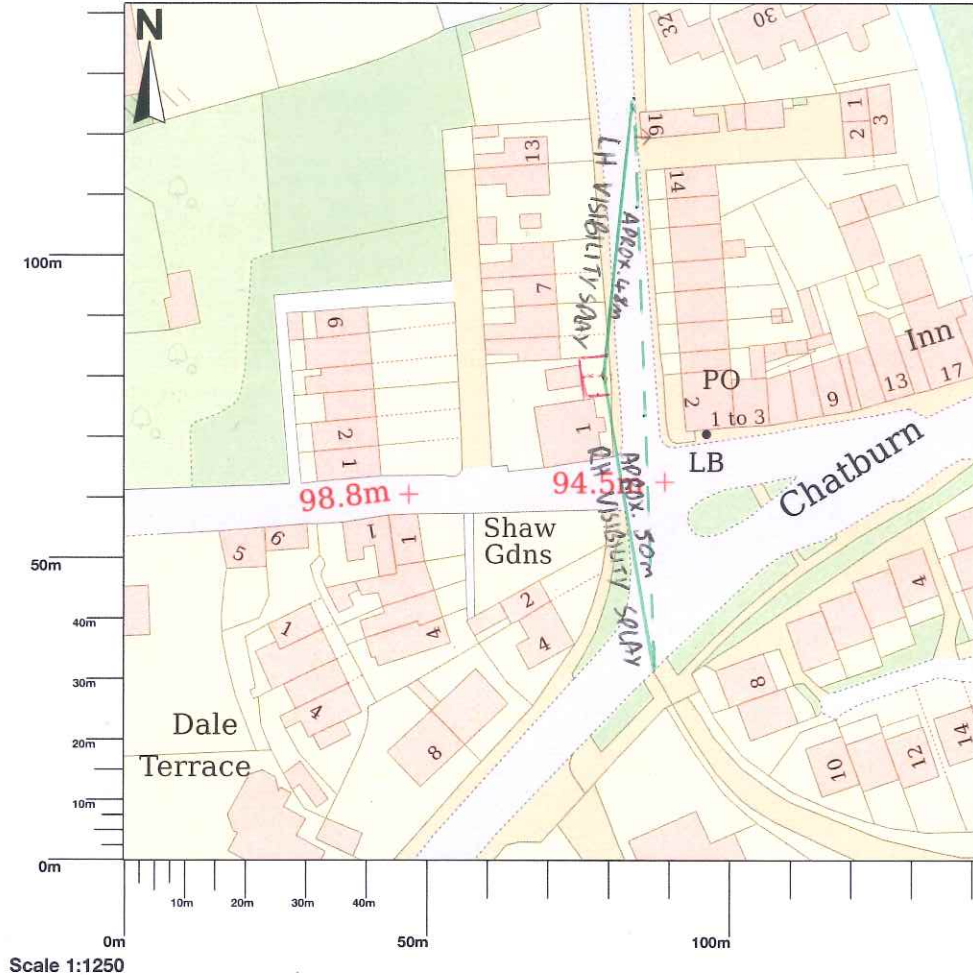 N
32
30
16
1
2
3
13
14
LH VISIBILITY SPLAY
APROX. 48m
100m
7
6
Inn
PO
2
1 to 3
9
13
17
LB
2
1
1
98.8m
94.5m
APROX. 50m
RH VISIBILITY SPLAY
Chatburn
Shaw
Gdns
50m
5
6
1
1
4
2
4
1
4
8
4
8
10
12
14
40m
30m
Dale
Terrace
20m
10m
0m
10m
20m
30m
40m
0m
50m
100m
Scale 1:1250